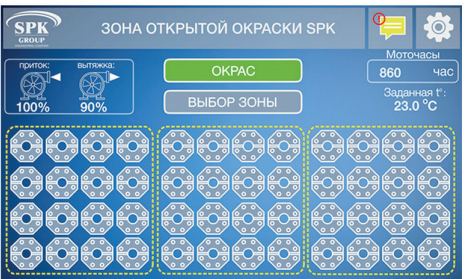 SPK
GROUP
ЗОНА ОТКРЫТОЙ ОКРАСКИ SPK
приток:
вытяжка:
100%
90%
ОКРАС
ВЫБОР ЗОНЫ
Моточасы
860 час
Заданная t°:
23.0 °C